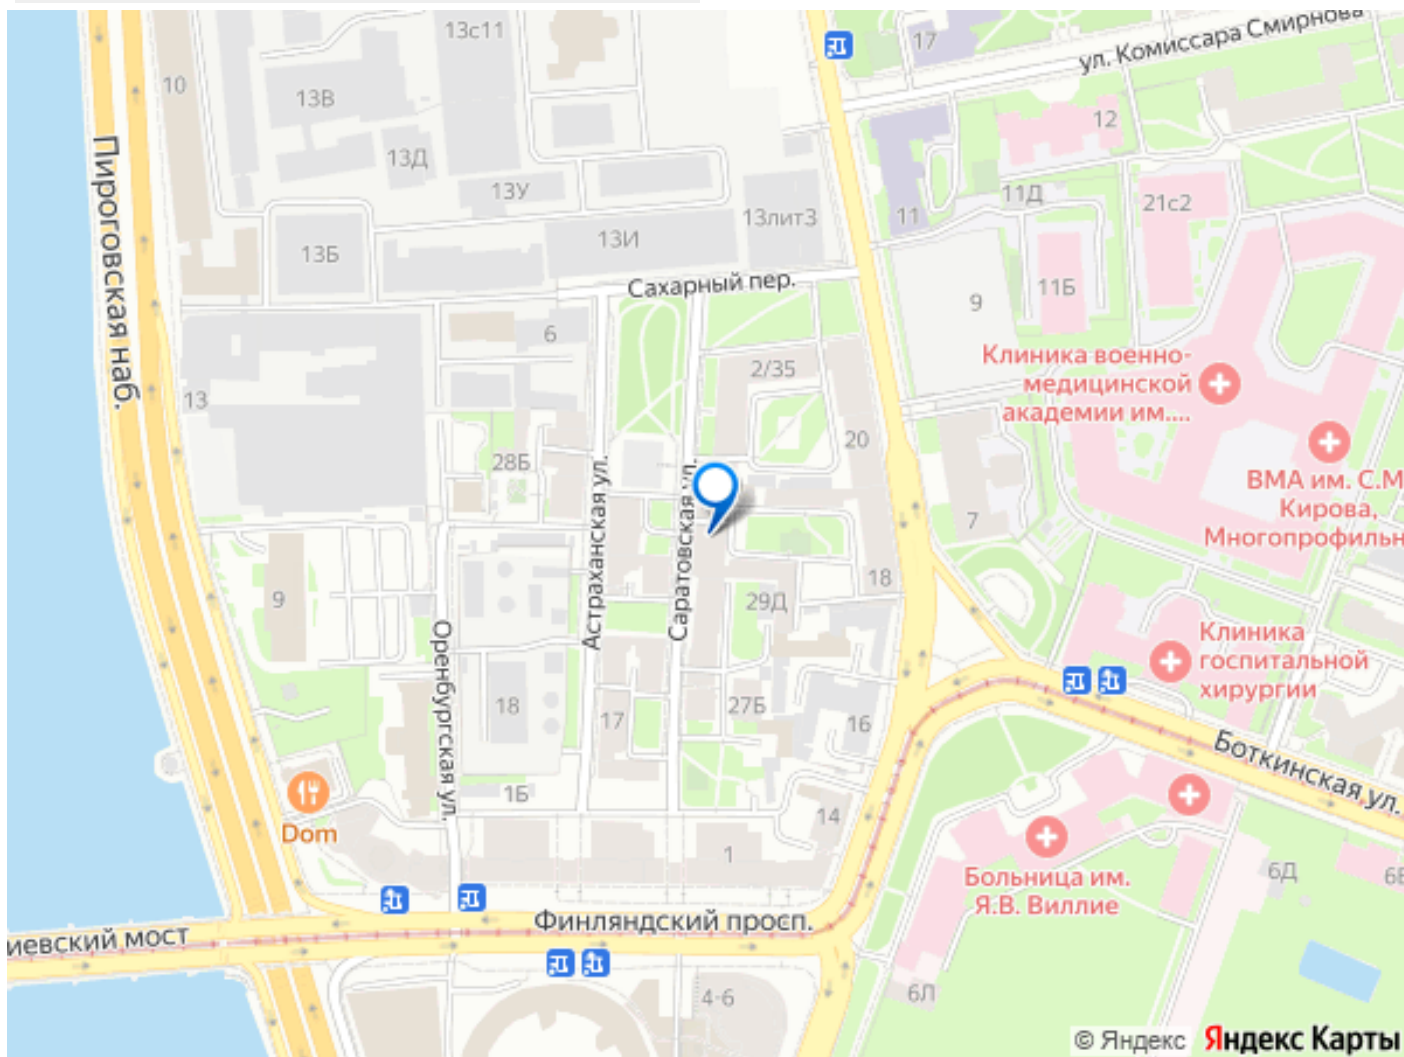 13с11
17
ул. Комиссара Смирнова
10
13В
12
13Д
Пироговская наб.
13У
11Д
21с2
11
13лит3
13И
13Б
Сахарный пер.
11Б
9
6
Клиника военно-
медицинской
академии им....
2/35
13
20
28Б
Астраханская ул.
Саратовская ул.
ВМА им. С.М
Кирова,
Многопрофильн
7
18
9
29Д
Оренбургская ул.
Клиника
госпитальной
хирургии
18
17
27Б
16
Боткинская ул.
1Б
Dom
14
1
6Д
6Е
Больница им.
Я.В. Виллие
Финляндский просп.
иевский мост
4-6
6Л
© Яндекс Яндекс Карты